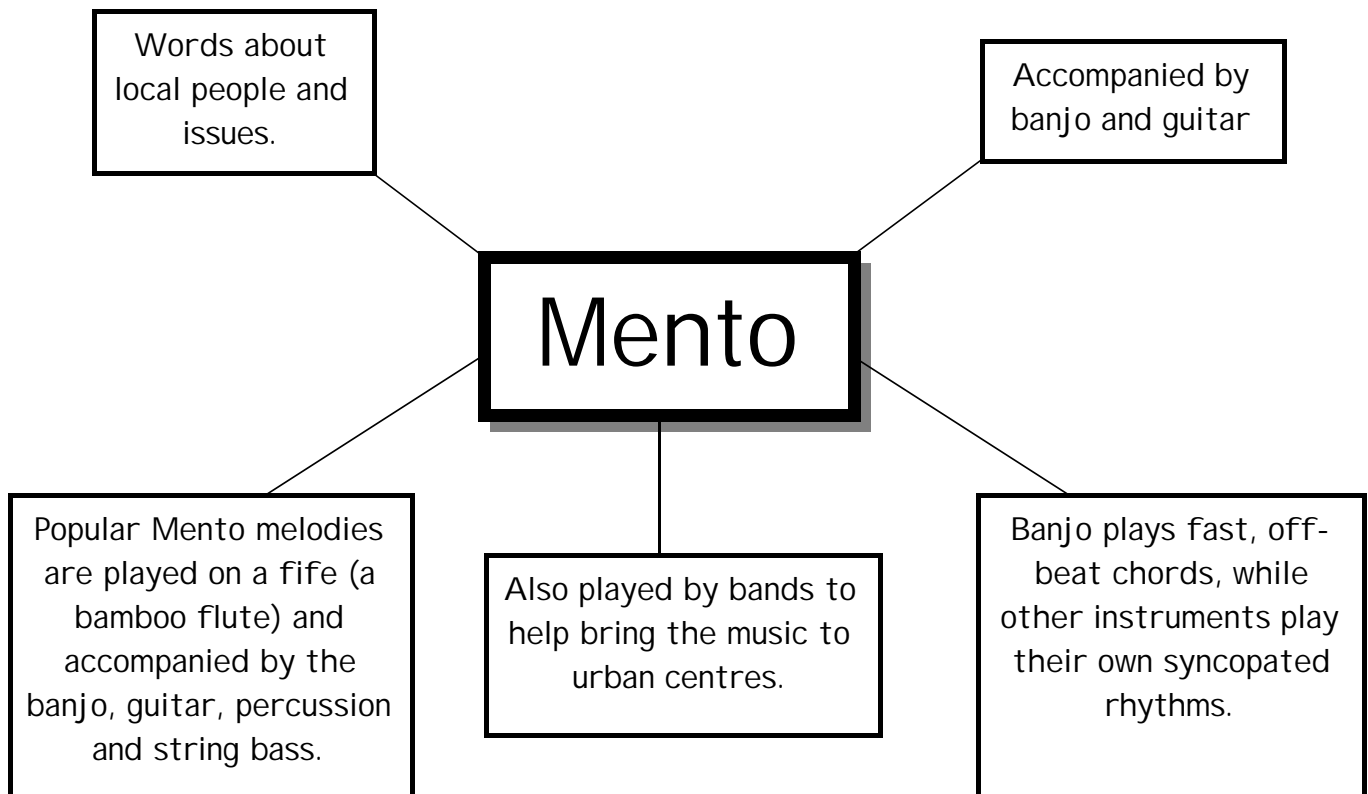 Words about
local people and
issues.
Accompanied by
banjo and guitar
Mento
Popular Mento melodies
are played on a fife (a
bamboo flute) and
accompanied by the
banjo, guitar, percussion
and string bass.
Also played by bands to
help bring the music to
urban centres.
Banjo plays fast, off-
beat chords, while
other instruments play
their own syncopated
rhythms.